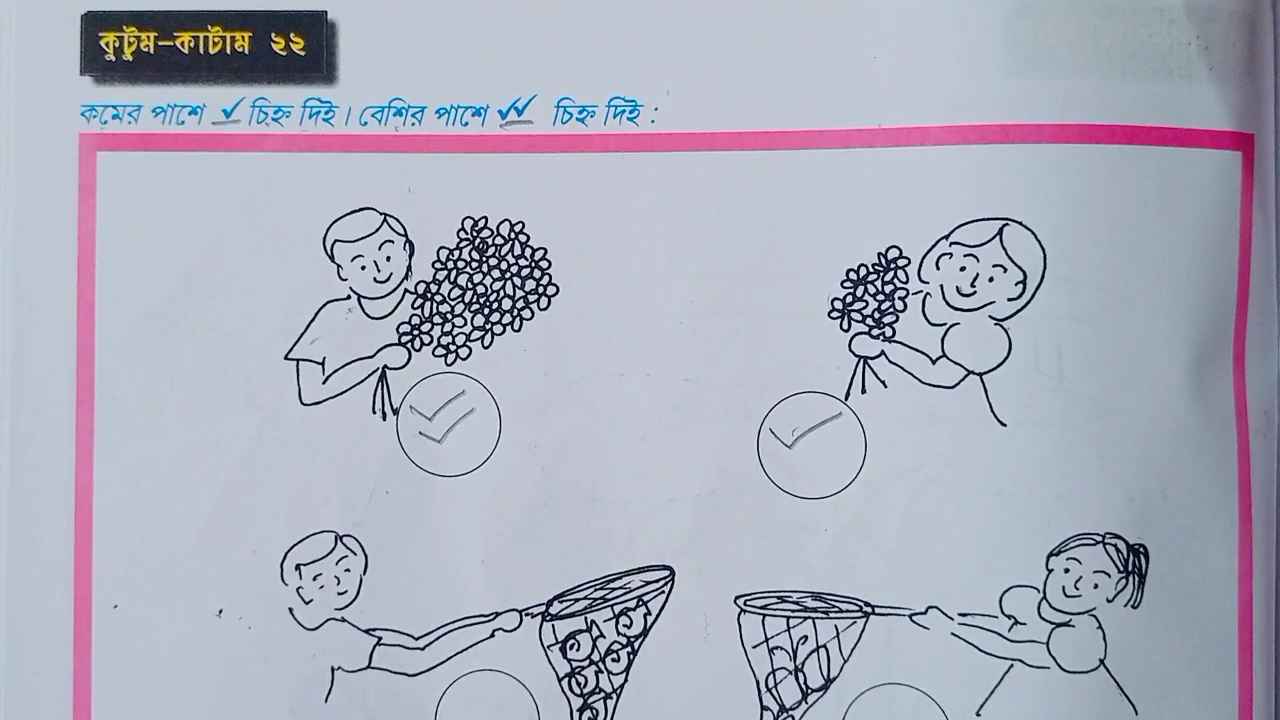 কুটুম-কাটাম ২২
কমের পাশে ✓ চিহ্ন দিই। বেশির পাশে ✓✓ চিহ্ন দিই :